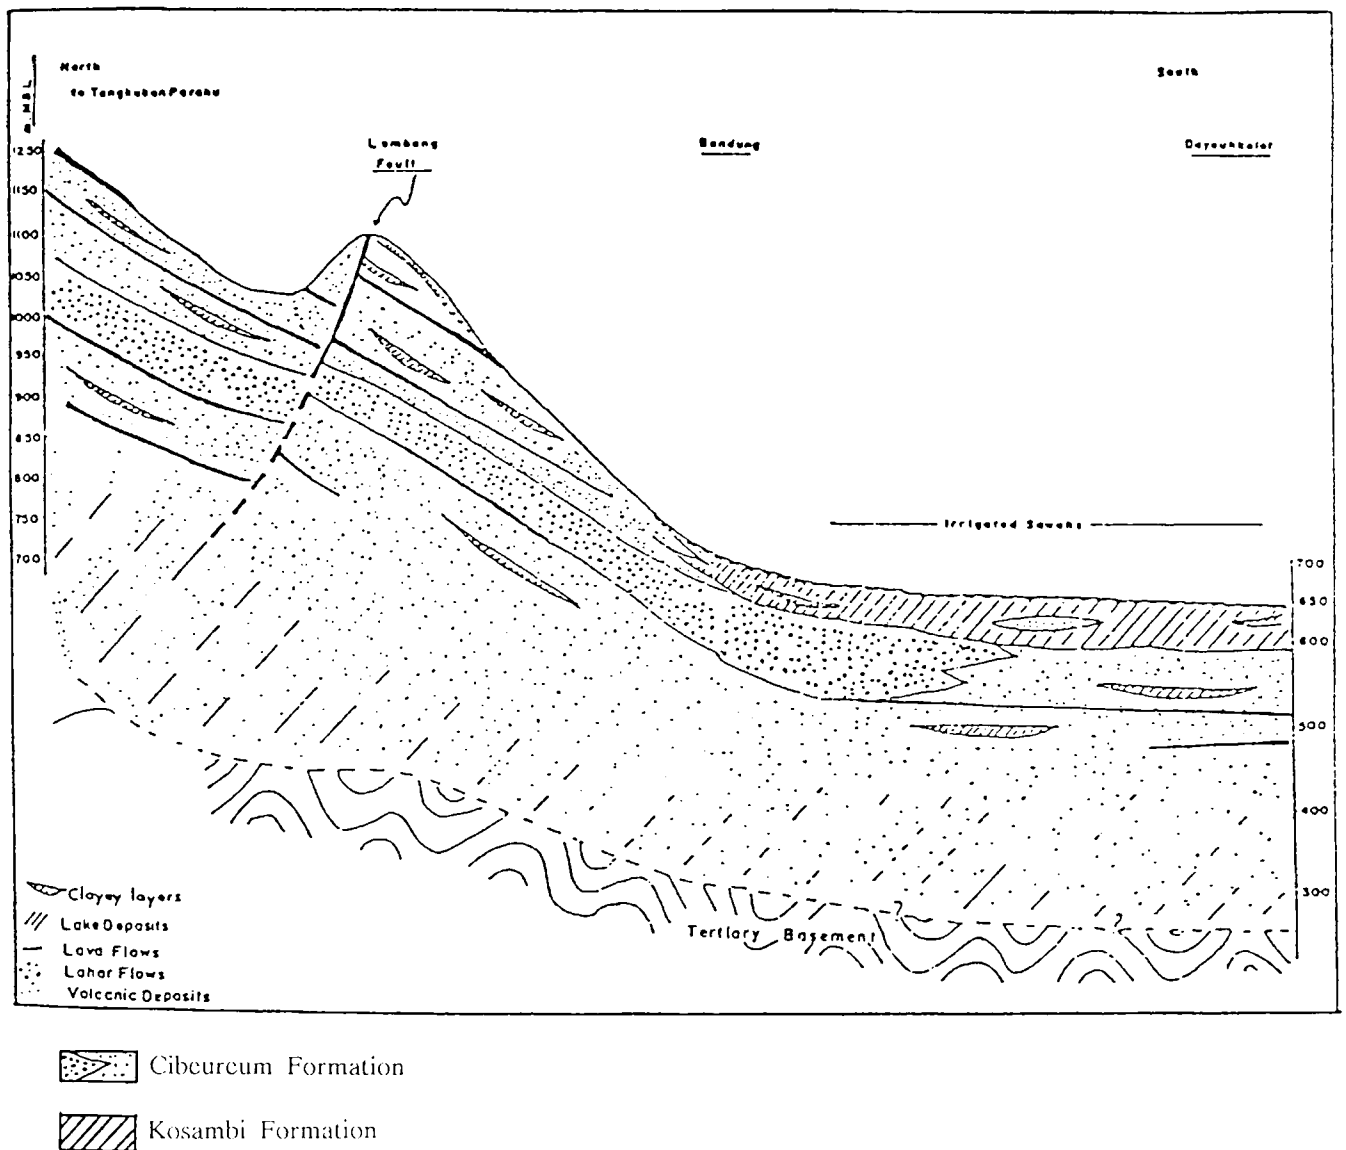 North
to Tangkuban Parahu
South
Lembang
Fault
Bandung
Dayeuhkolot
1250
1150
1100
1050
1000
950
900
850
800
750
700
Irrigated Sawahs
700
650
600
500
400
300
Clayey layers
Lake Deposits
Lava Flows
Lahar Flows
Volcanic Deposits
?
?
Tertiary Basement
Cibeureum Formation
Kosambi Formation